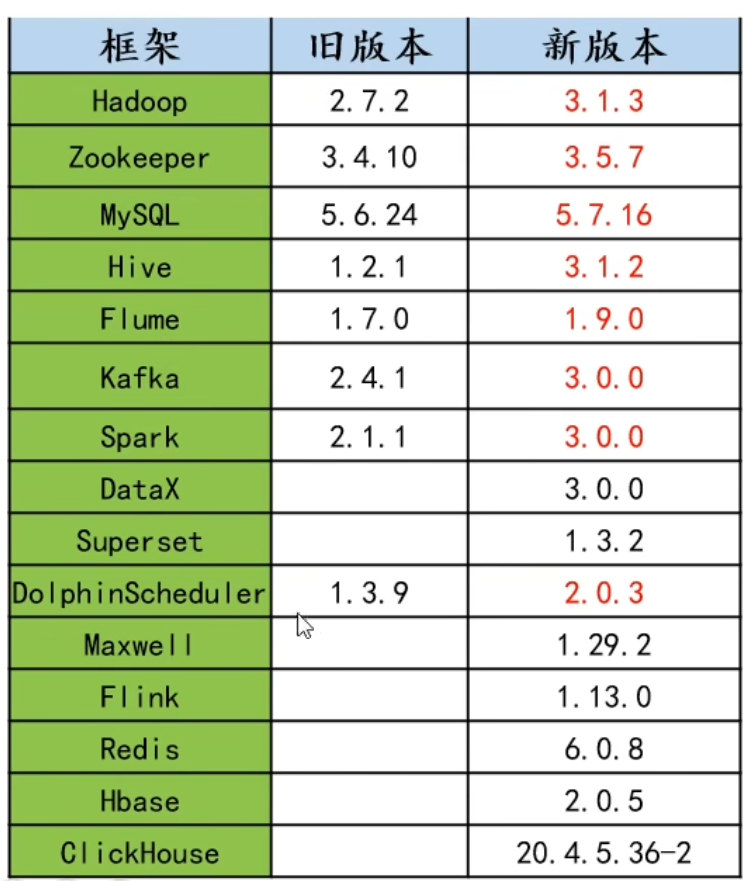 框架 旧版本 新版本
Hadoop 2.7.2 3.1.3
Zookeeper 3.4.10 3.5.7
MySQL 5.6.24 5.7.16
Hive 1.2.1 3.1.2
Flume 1.7.0 1.9.0
Kafka 2.4.1 3.0.0
Spark 2.1.1 3.0.0
DataX 3.0.0
Superset 1.3.2
DolphinScheduler 1.3.9 2.0.3
Maxwell 1.29.2
Flink 1.13.0
Redis 6.0.8
Hbase 2.0.5
ClickHouse 20.4.5.36-2